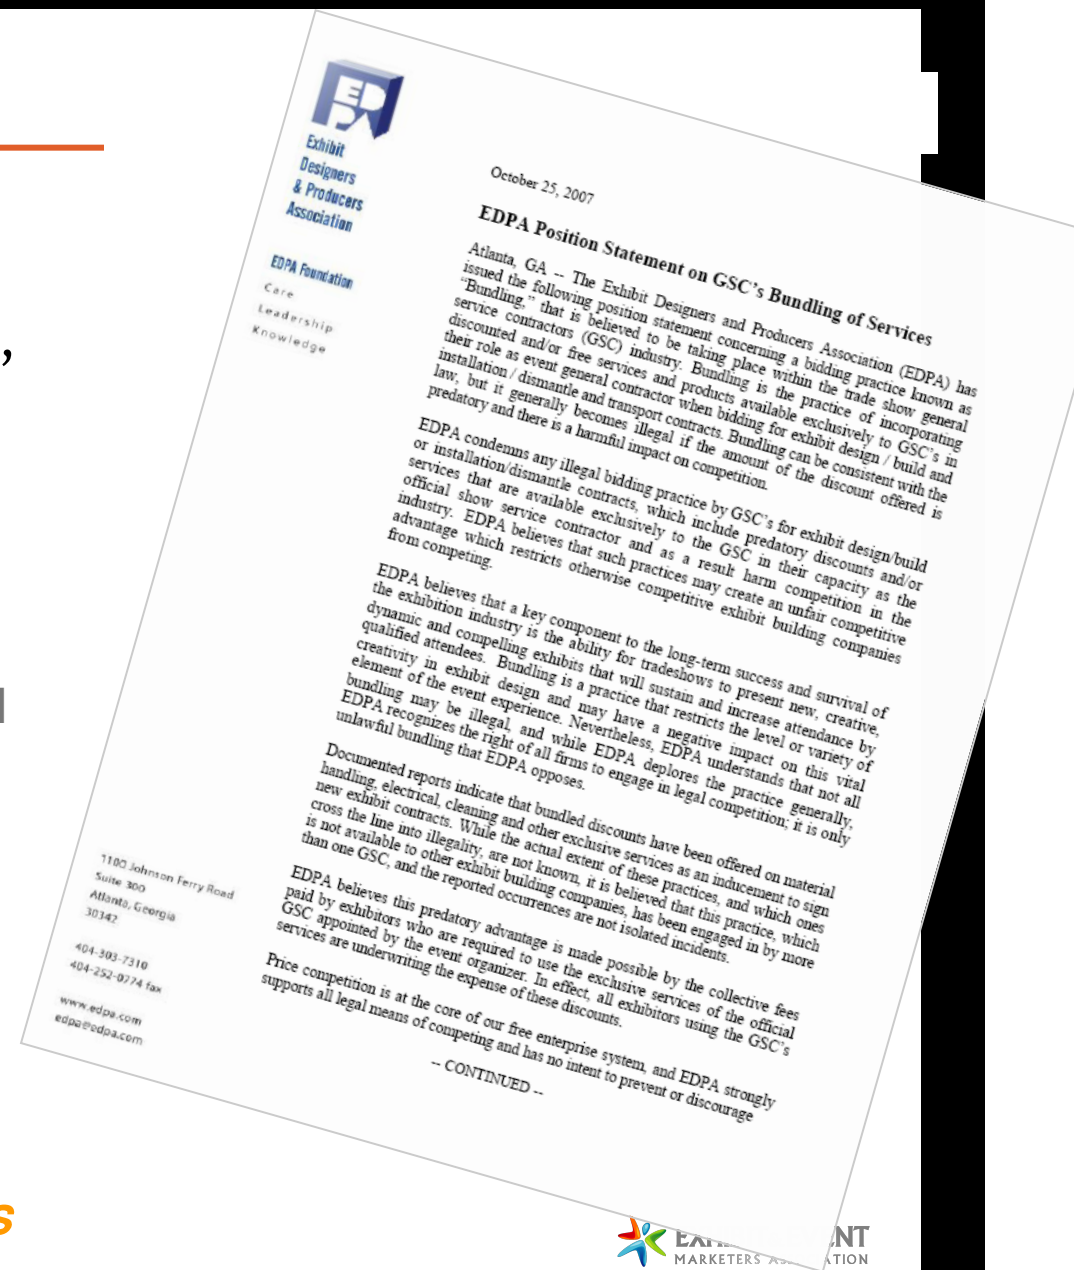 ED
PA
Exhibit
Designers
& Producers
Association
EDPA Foundation
Care
Leadership
Knowledge
October 25, 2007
EDPA Position Statement on GSC's Bundling of Services
Atlanta, GA -- The Exhibit Designers and Producers Association (EDPA) has
issued the following position statement concerning a bidding practice known as
"Bundling," that is believed to be taking place within the trade show general
service contractors (GSC) industry. Bundling is the practice of incorporating
discounted and/or free services and products available exclusively to GSC's in
their role as event general contractor when bidding for exhibit design / build and
installation / dismantle and transport contracts. Bundling can be consistent with the
law, but it generally becomes illegal if the amount of the discount offered is
predatory and there is a harmful impact on competition.
EDPA condemns any illegal bidding practice by GSC's for exhibit design/build
or installation/dismantle contracts, which include predatory discounts and/or
services that are available exclusively to the GSC in their capacity as the
official show service contractor and as a result harm competition in the
industry. EDPA believes that such practices may create an unfair competitive
advantage which restricts otherwise competitive exhibit building companies
from competing.
EDPA believes that a key component to the long-term success and survival of
the exhibition industry is the ability for tradeshows to present new, creative,
dynamic and compelling exhibits that will sustain and increase attendance by
qualified attendees. Bundling is a practice that restricts the level or variety of
creativity in exhibit design and may have a negative impact on this vital
element of the event experience. Nevertheless, EDPA understands that not all
bundling may be illegal, and while EDPA deplores the practice generally,
EDPA recognizes the right of all firms to engage in legal competition; it is only
unlawful bundling that EDPA opposes.
Documented reports indicate that bundled discounts have been offered on material
handling, electrical, cleaning and other exclusive services as an inducement to sign
new exhibit contracts. While the actual extent of these practices, and which ones
cross the line into illegality, are not known, it is believed that this practice, which
is not available to other exhibit building companies, has been engaged in by more
than one GSC, and the reported occurrences are not isolated incidents.
EDPA believes this predatory advantage is made possible by the collective fees
paid by exhibitors who are required to use the exclusive services of the official
GSC appointed by the event organizer. In effect, all exhibitors using the GSC's
services are underwriting the expense of these discounts.
Price competition is at the core of our free enterprise system, and EDPA strongly
supports all legal means of competing and has no intent to prevent or discourage
-- CONTINUED --
1100 Johnson Ferry Road
Suite 300
Atlanta, Georgia
30342
404-303-7310
404-252-0774 fax
www.edpa.com
edpa@edpa.com
,
s
MARKETERS